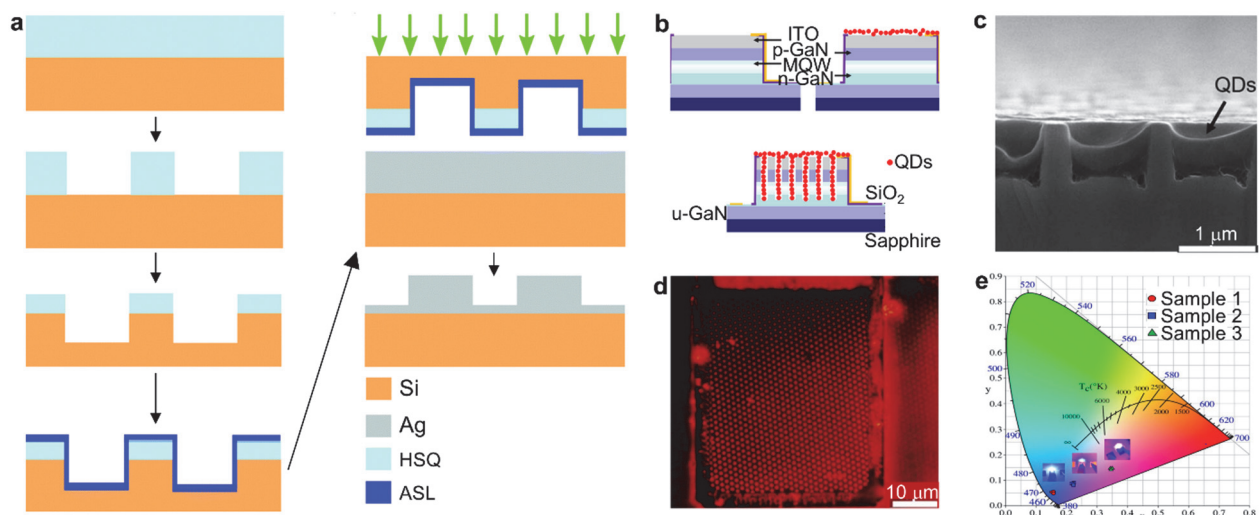 a
Si
Ag
HSQ
ASL
b
ITO
p-GaN
MQW
n-GaN
QDs
SiO2
u-GaN
Sapphire
c
QDs
1 μm
d
10 μm
e
Sample 1
Sample 2
Sample 3
0.9
0.8
0.7
0.6
0.5
y
0.4
0.3
0.2
0.1
0.0
0.0 0.1 0.2 0.3 0.4 0.5 0.6 0.7 0.8
520
540
560
580
600
620
700
500
490
480
470
460
380
Tc(°K)
∞
10000
6000
4000
3000
2500
2000
1500